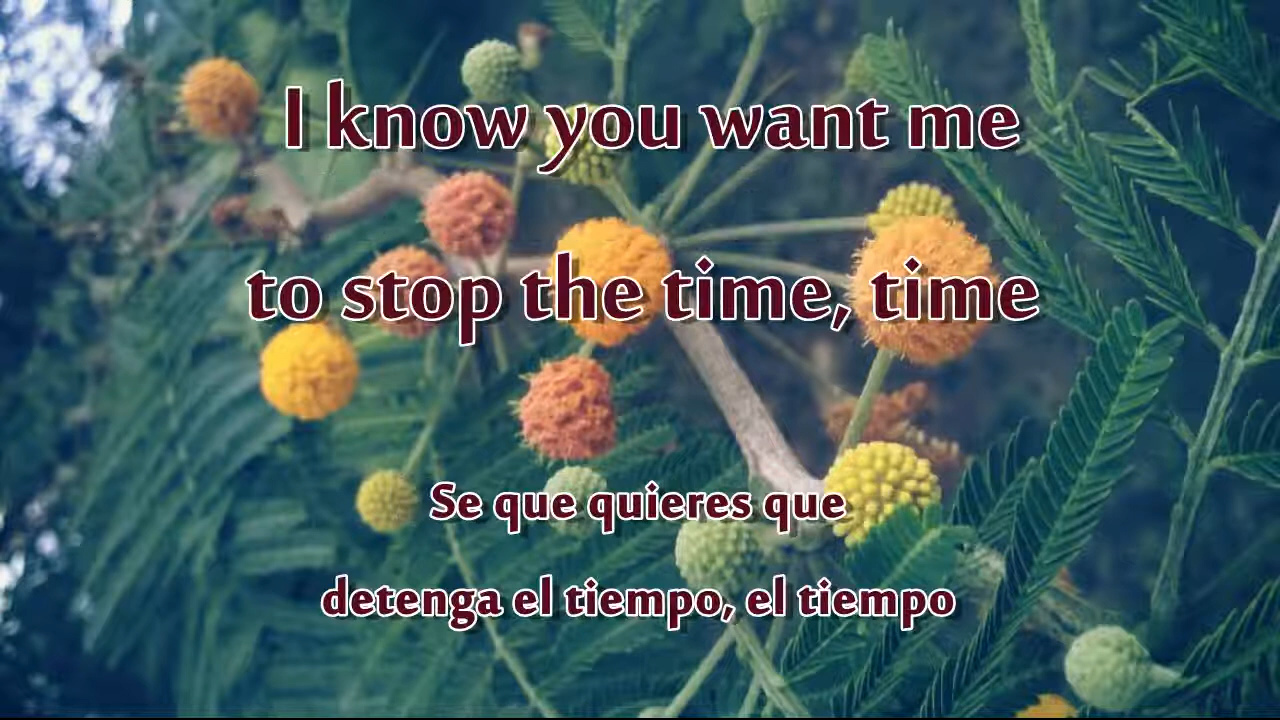 I know you want me
to stop the time, time
Se que quieres que
detenga el tiempo, el tiempo